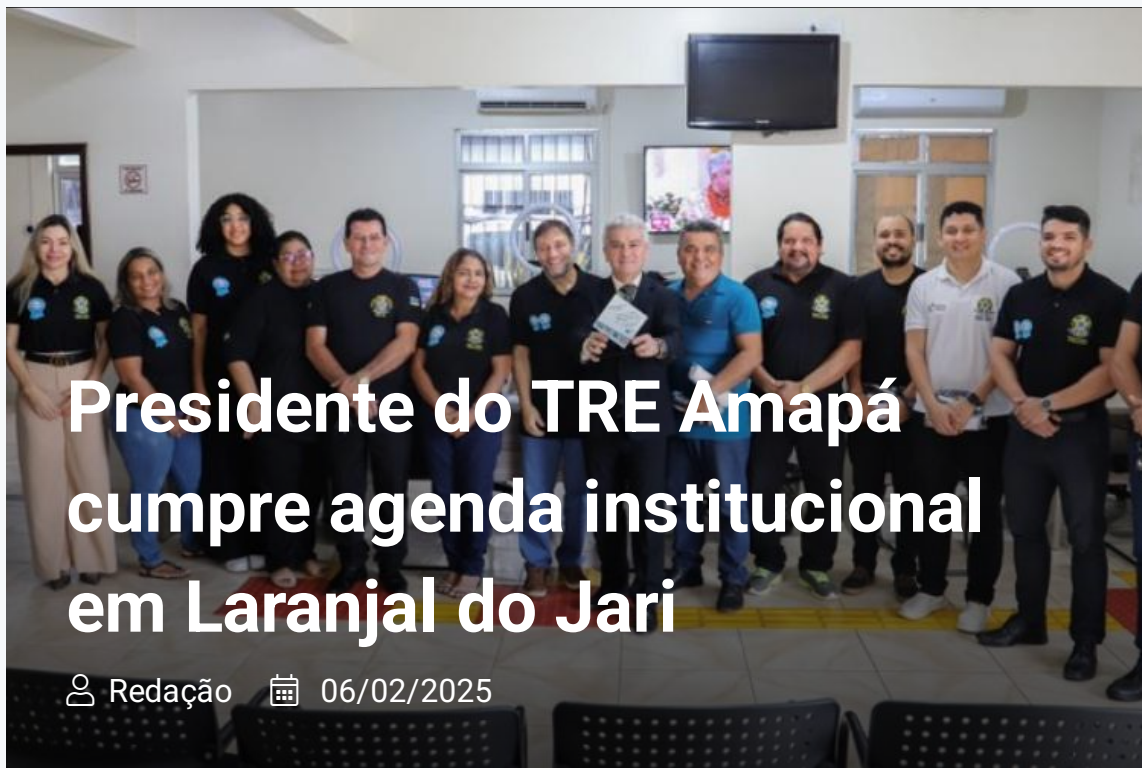 Presidente do TRE Amapá
cumpre agenda institucional
em Laranjal do Jari
Redação 06/02/2025